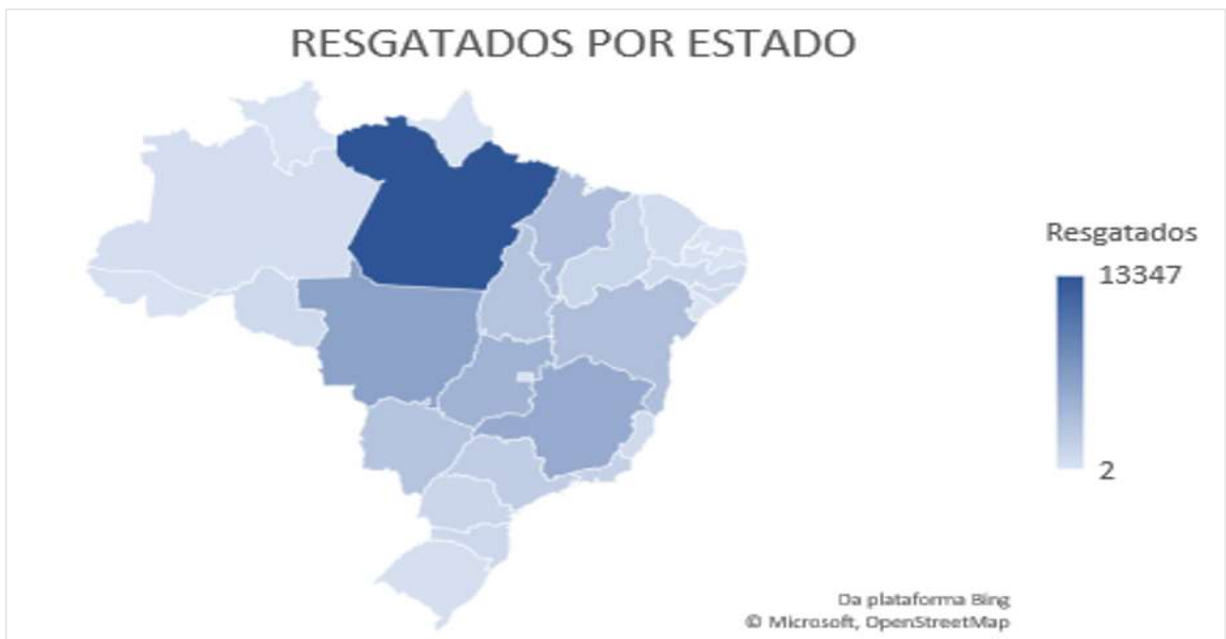 RESGATADOS POR ESTADO
Resgatados
13347
2
Da plataforma Bing
© Microsoft, OpenStreetMap